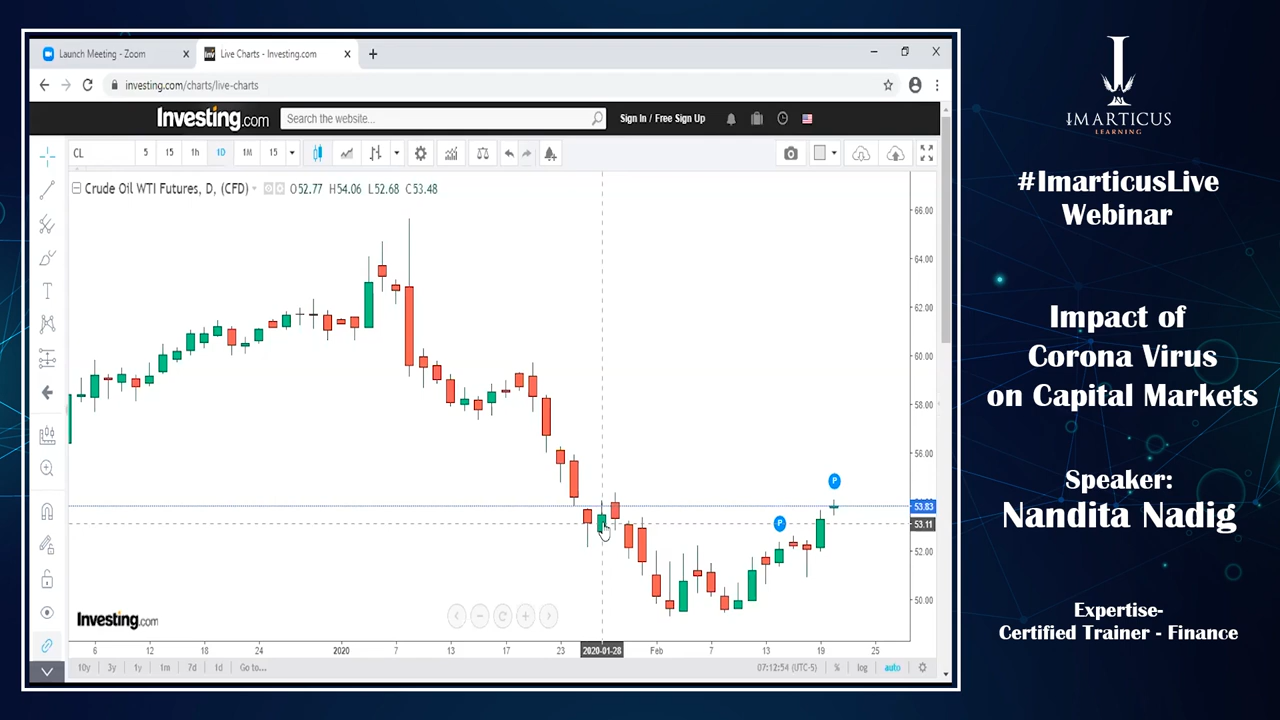 Launch Meeting - Zoom
Inv
Live Charts - Investing.com
investing.com/charts/live-charts
Investing.com
Search the website...
Sign In / Free Sign Up
CL
5
15
1h
1D
1M
15
Crude Oil WTI Futures, D, (CFD)
O52.77 H54.06 L52.68 C53.48
66.00
64.00
62.00
60.00
58.00
56.00
53.83
53.11
52.00
50.00
P
P
Investing.com
6
12
18
24
2020
7
13
17
23
2020-01-28
Feb
7
13
19
25
10y
3y
1y
1m
7d
1d
Go to...
07:12:54 (UTC-5)
%
log
auto
IMARTICUS
LEARNING
#ImarticusLive
Webinar
Impact of
Corona Virus
on Capital Markets
Speaker:
Nandita Nadig
Expertise-
Certified Trainer - Finance